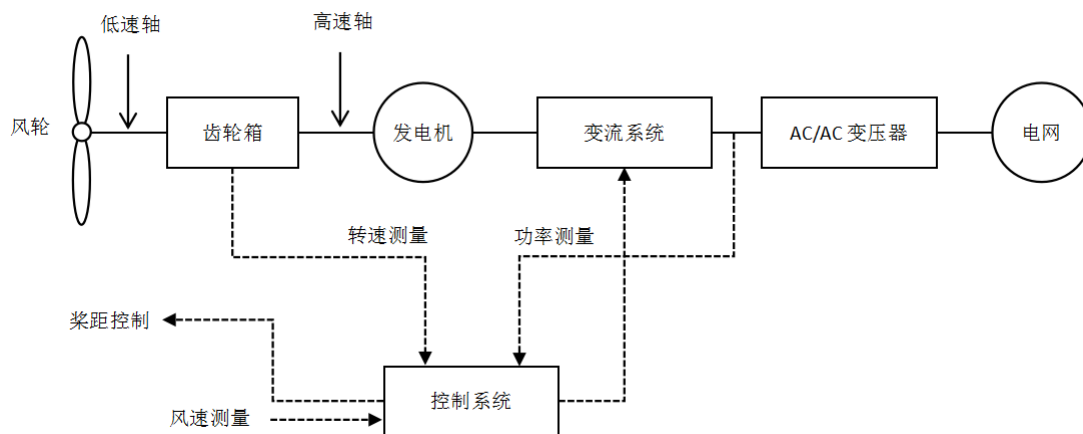 低速轴
高速轴
风轮
齿轮箱
发电机
变流系统
AC/AC 变压器
电网
转速测量
功率测量
桨距控制
控制系统
风速测量